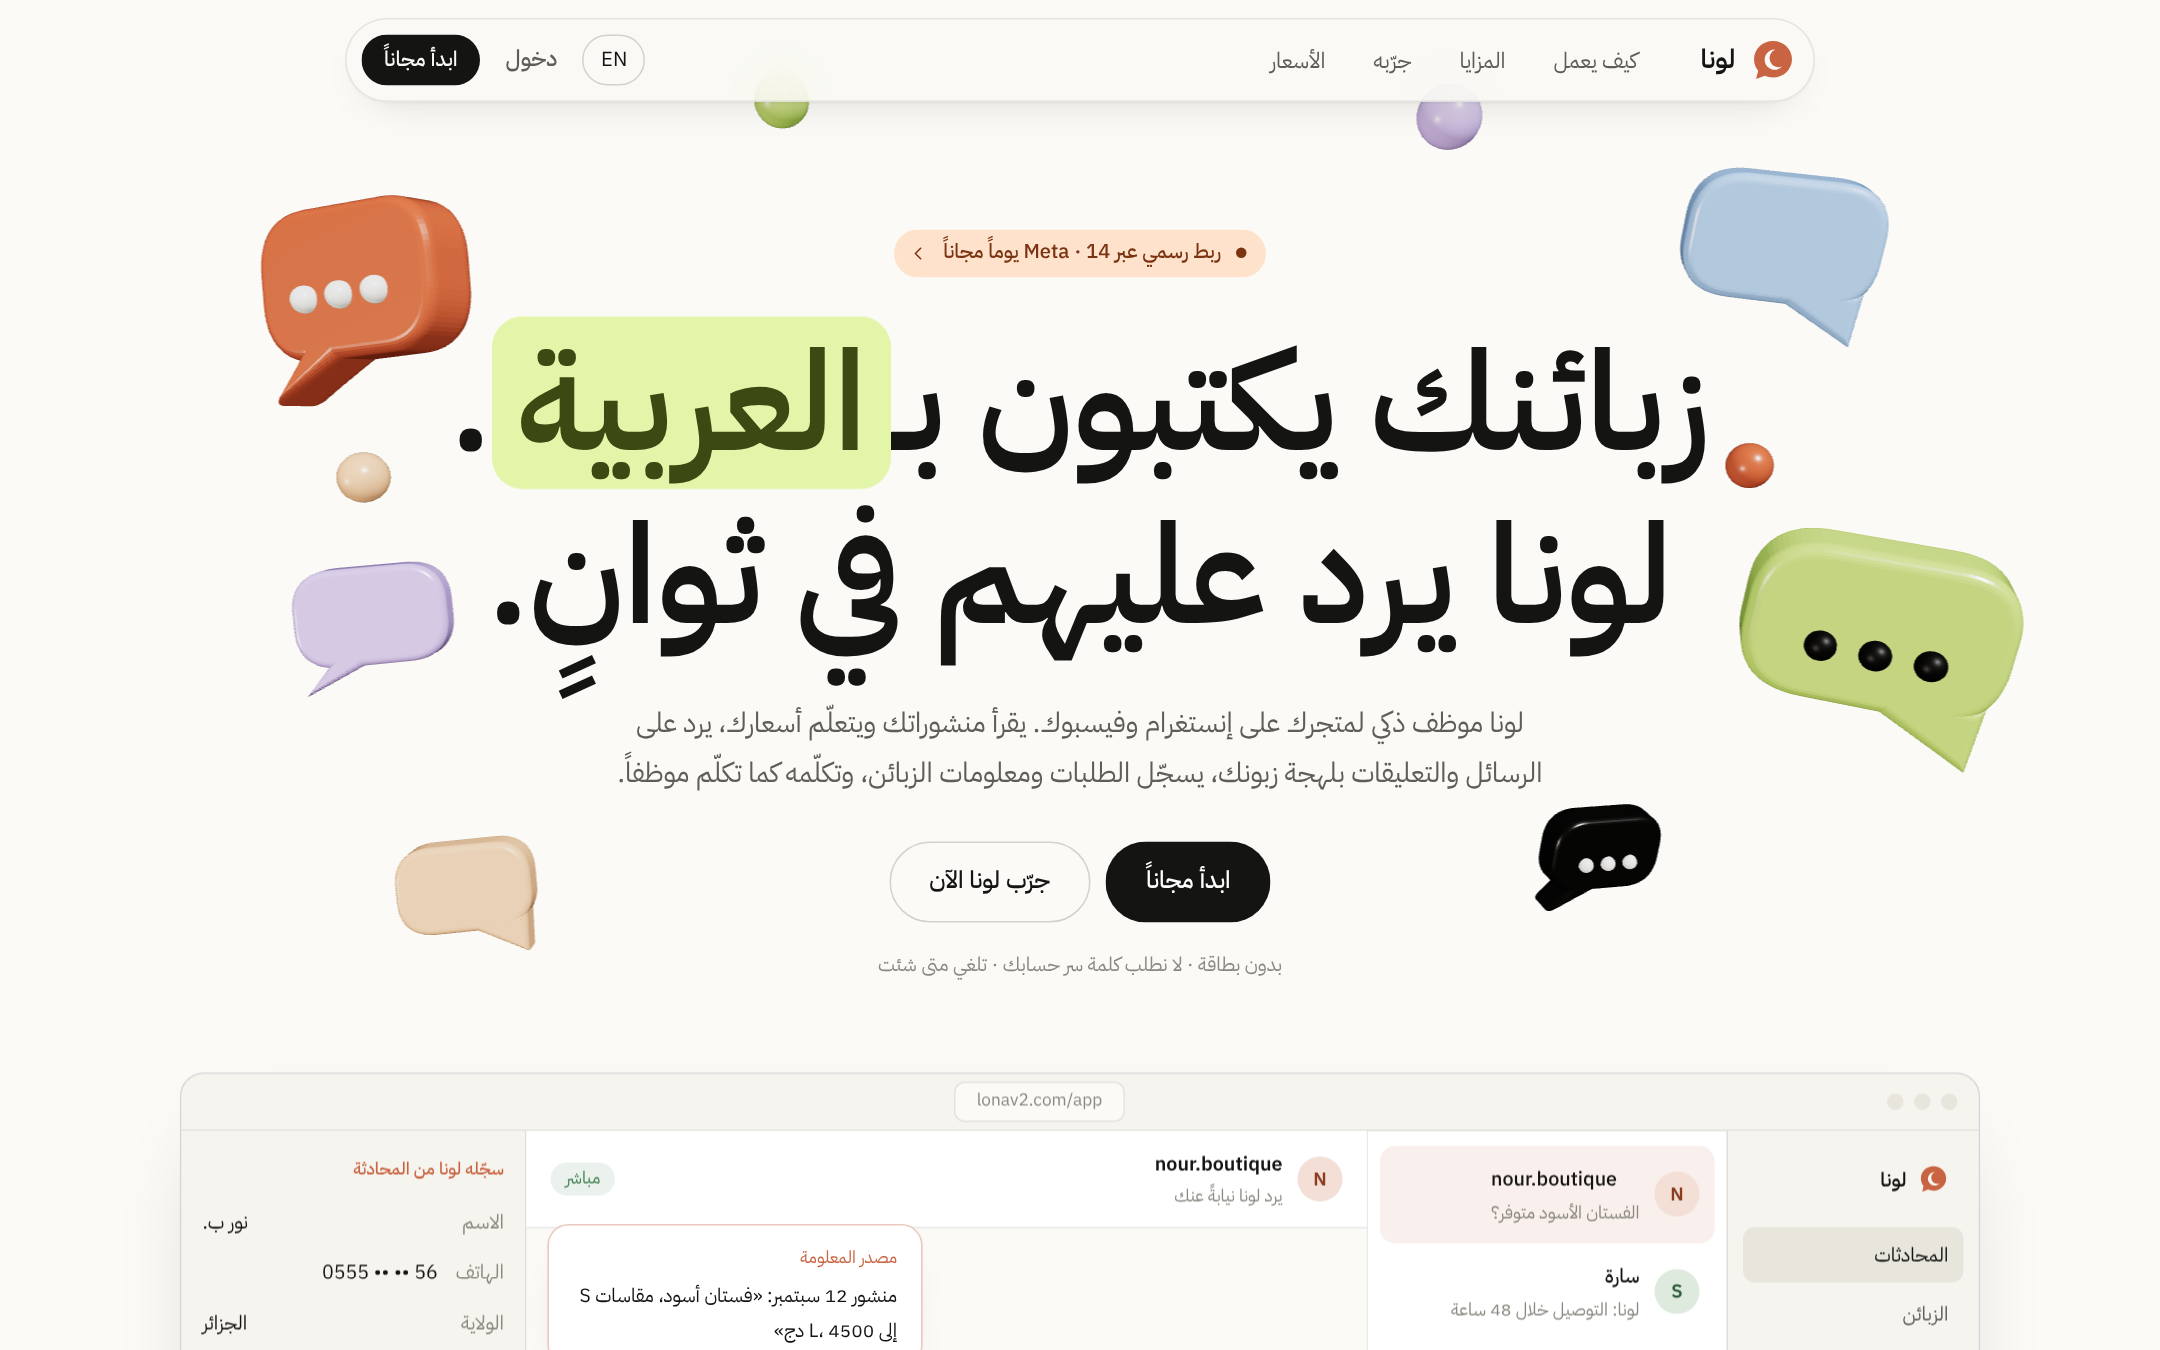 لونا
كيف يعمل
المزايا
جرّبه
الأسعار
EN
دخول
ابدأ مجاناً
ربط رسمي عبر Meta · 14 يوماً مجاناً
زبائنك يكتبون بـالعربية.
لونا يرد عليهم في ثوانٍ.
لونا موظف ذكي لمتجرك على إنستغرام وفيسبوك. يقرأ منشوراتك ويتعلّم أسعارك، يرد على
الرسائل والتعليقات بلهجة زبونك، يسجّل الطلبات ومعلومات الزبائن، وتكلّمه كما تكلّم موظفاً.
ابدأ مجاناً
جرّب لونا الآن
بدون بطاقة · لا نطلب كلمة سر حسابك · تلغي متى شئت
lonav2.com/app
لونا
المحادثات
الزبائن
N
nour.boutique
الفستان الأسود متوفر؟
S
سارة
لونا: التوصيل خلال 48 ساعة
N
nour.boutique
يرد لونا نيابةً عنك
مباشر
مصدر المعلومة
منشور 12 سبتمبر: «فستان أسود، مقاسات S
إلى L، 4500 دج»
سجّله لونا من المحادثة
الاسم
نور ب.
الهاتف
0555 •• •• 56
الولاية
الجزائر